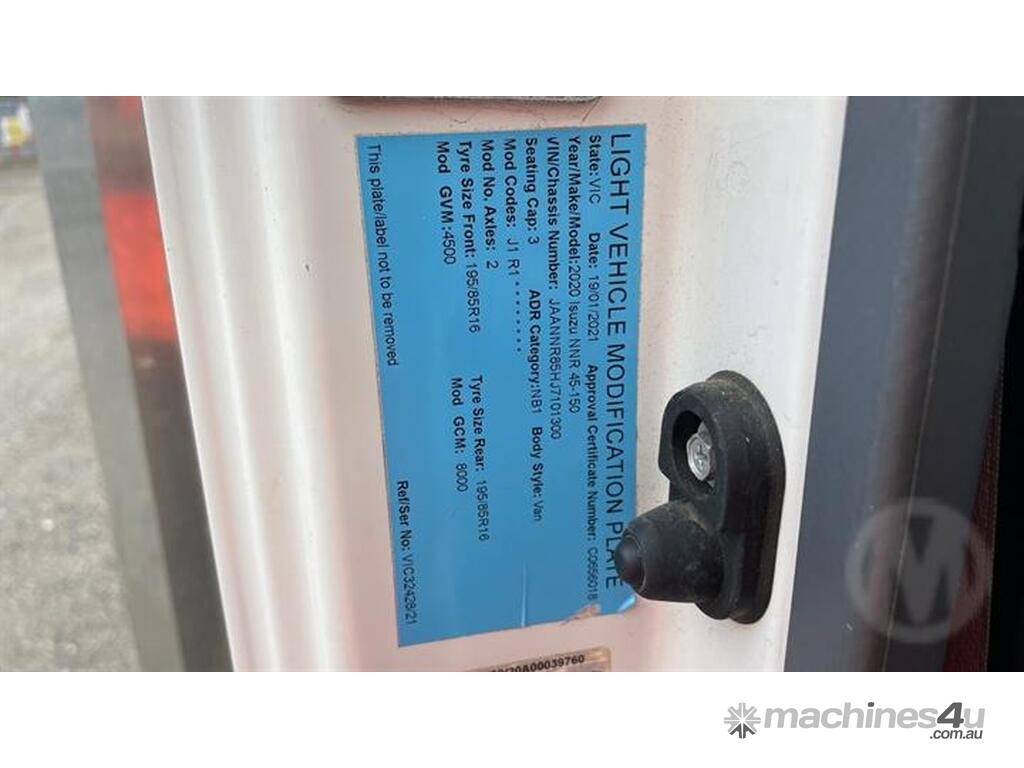 LIGHT VEHICLE MODIFICATION PLATE
State:VIC Date: 19/01/2021 Approval Certificate Number: C0656018
Year/Make/Model:2020 Isuzu NNR 45-150
VIN/Chassis Number: JAANNR85HJ7101300
Seating Cap: 3 ADR Category:NB1 Body Style: Van
Mod Codes: J1 R1 ........
Mod No. Axles: 2
Tyre Size Front: 195/85R16 Tyre Size Rear: 195/85R16
Mod GVM:4500 Mod GCM: 8000
Ref/Ser No: VIC32428/21
This plate/label not to be removed
20A00039760
M
machines4u
.com.au